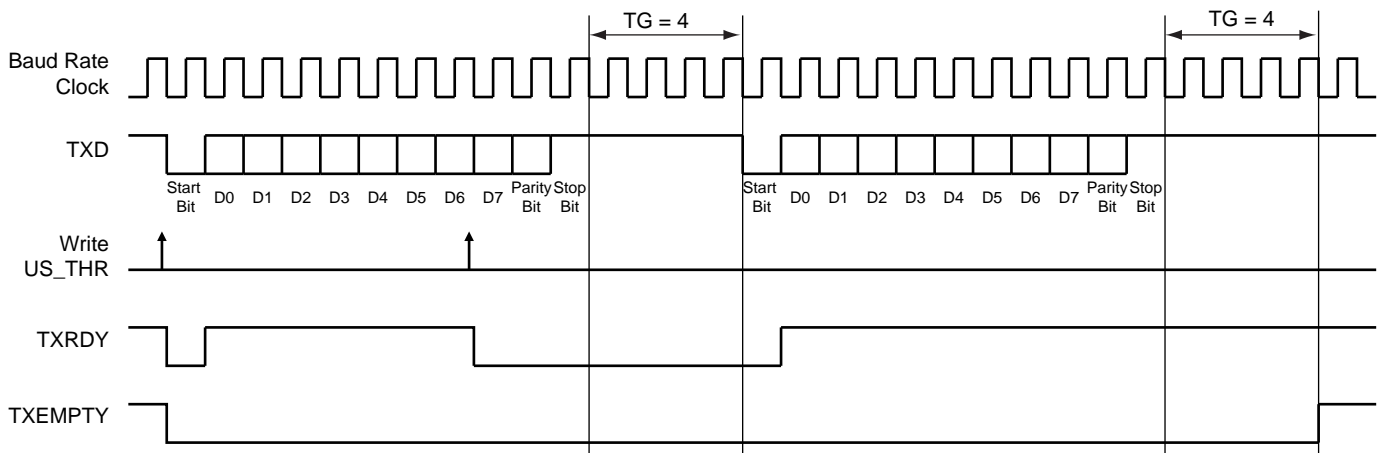 TG = 4
TG = 4
Baud Rate
Clock
TXD
Start
Bit
D0
D1
D2
D3
D4
D5
D6
D7
Parity
Bit
Stop
Bit
Start
Bit
D0
D1
D2
D3
D4
D5
D6
D7
Parity
Bit
Stop
Bit
Write
US_THR
TXRDY
TXEMPTY